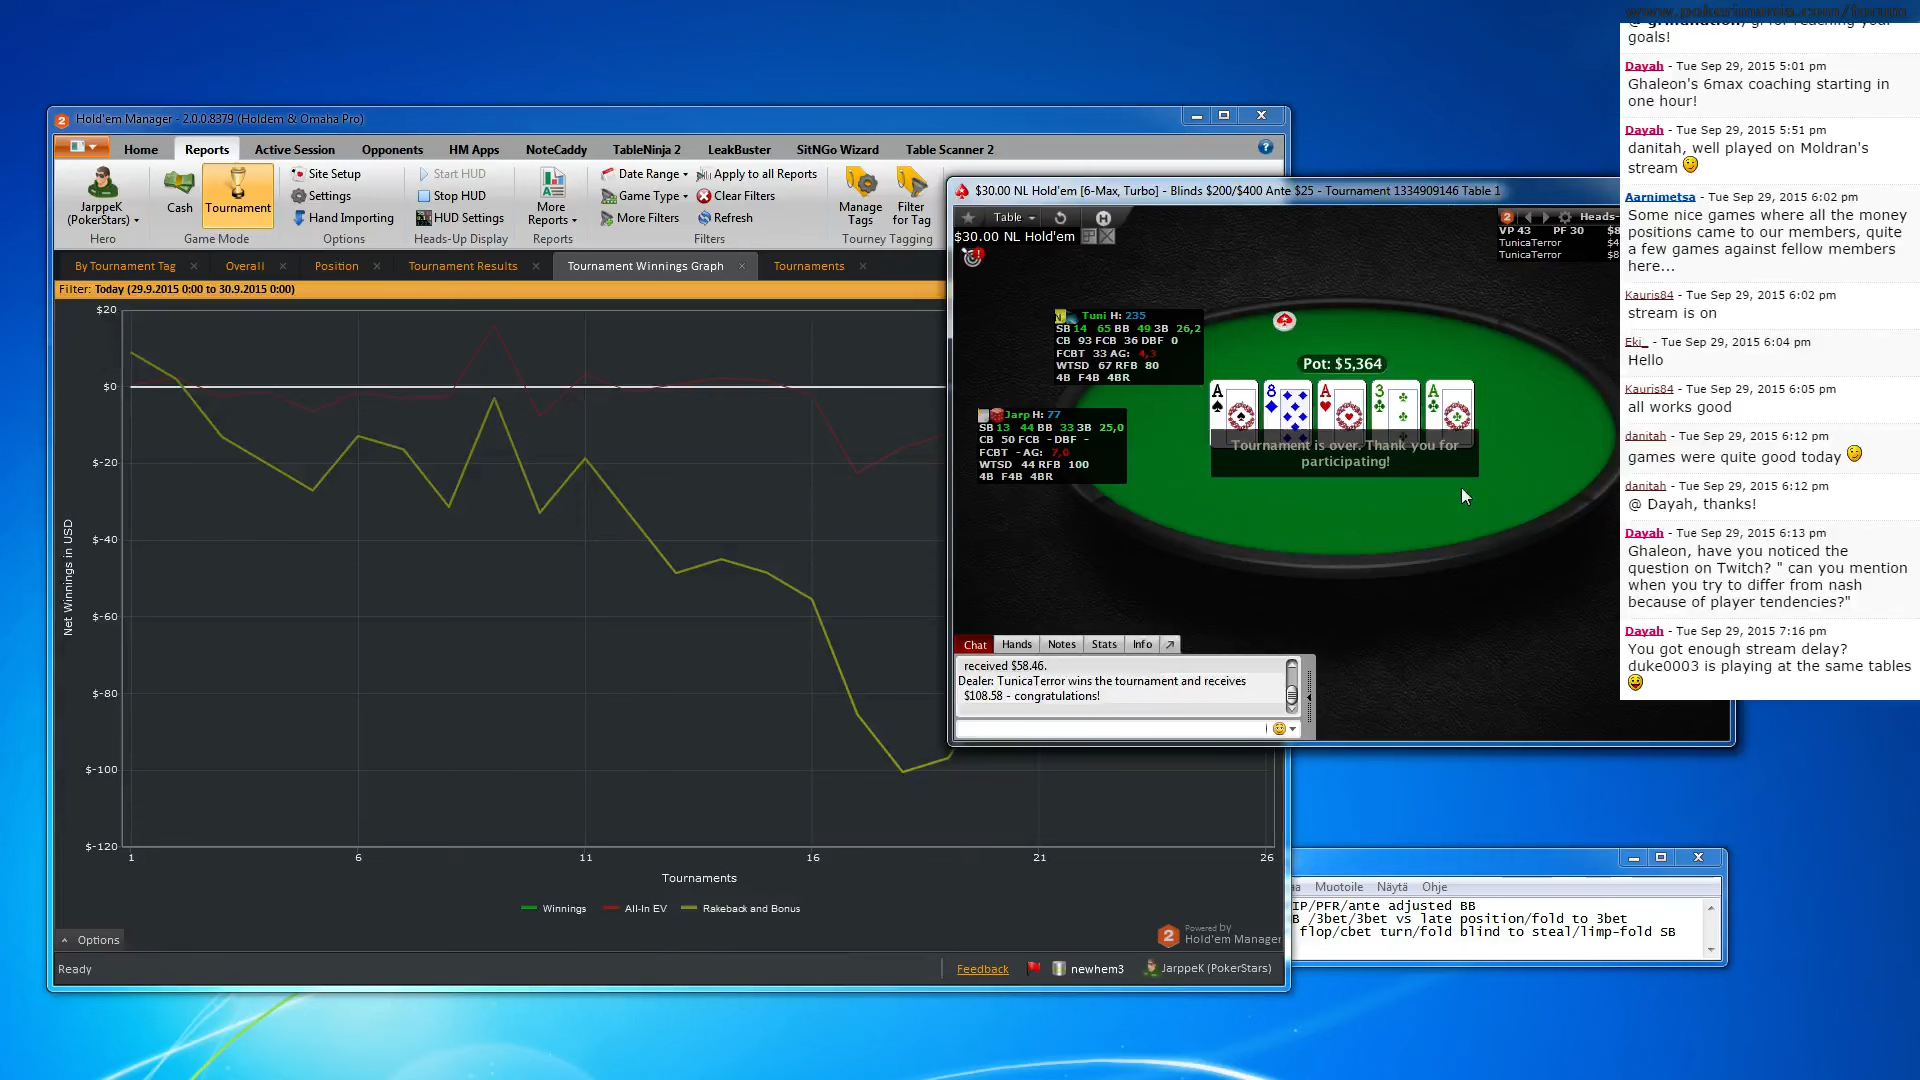 Hold'em Manager - 2.0.0.8379 (Holdem & Omaha Pro)
Home Reports Active Session Opponents HM Apps NoteCaddy TableNinja 2 LeakBuster SitNGo Wizard Table Scanner 2
JarppeK
(PokerStars)
Hero
Cash
Tournament
Game Mode
Site Setup
Settings
Hand Importing
Options
Start HUD
Stop HUD
HUD Settings
Heads-Up Display
More
Reports
Reports
Date Range
Game Type
More Filters
Apply to all Reports
Clear Filters
Refresh
Filters
Manage
Tags
Filter
for Tag
Tourney Tagging
By Tournament Tag Overall Position Tournament Results Tournament Winnings Graph Tournaments
Filter: Today (29.9.2015 0:00 to 30.9.2015 0:00)
$20
$0
$-20
$-40
$-60
$-80
$-100
$-120
Net Winnings in USD
1 6 11 16 21 26
Tournaments
Winnings All-In EV Rakeback and Bonus
Powered by
Hold'em Manager
Options
Ready
Feedback newhem3 JarppeK (PokerStars)
$30.00 NL Hold'em [6-Max, Turbo] - Blinds $200/$400 Ante $25 - Tournament 1334909146 Table 1
Table
$30.00 NL Hold'em
Heads-
VP 43 PF 30 $8
TunicaTerror $4
TunicaTerror $8
Tuni H: 235
SB 14 65 BB 49 3B 26,2
CB 93 FCB 36 DBF 0
FCBT 33 AG: 4,3
WTSD 67 RFB 80
4B F4B 4BR
Jarp H: 77
SB 13 44 BB 33 3B 25,0
CB 50 FCB - DBF -
FCBT - AG: 7,0
WTSD 44 RFB 100
4B F4B 4BR
Pot: $5,364
A 8 A 3 A
Tournament is over. Thank you for
participating!
Chat Hands Notes Stats Info
received $58.46.
Dealer: TunicaTerror wins the tournament and receives
$108.58 - congratulations!
goals!
Dayah - Tue Sep 29, 2015 5:01 pm
Ghaleon's 6max coaching starting in
one hour!
Dayah - Tue Sep 29, 2015 5:51 pm
danitah, well played on Moldran's
stream
Aarnimetsa - Tue Sep 29, 2015 6:02 pm
Some nice games where all the money
positions came to our members, quite
a few games against fellow members
here...
Kauris84 - Tue Sep 29, 2015 6:02 pm
stream is on
Eki_ - Tue Sep 29, 2015 6:04 pm
Hello
Kauris84 - Tue Sep 29, 2015 6:05 pm
all works good
danitah - Tue Sep 29, 2015 6:12 pm
games were quite good today
danitah - Tue Sep 29, 2015 6:12 pm
@ Dayah, thanks!
Dayah - Tue Sep 29, 2015 6:13 pm
Ghaleon, have you noticed the
question on Twitch? " can you mention
when you try to differ from nash
because of player tendencies?"
Dayah - Tue Sep 29, 2015 7:16 pm
You got enough stream delay?
duke0003 is playing at the same tables
Muotoile Näytä Ohje
IP/PFR/ante adjusted BB
B /3bet/3bet vs late position/fold to 3bet
flop/cbet turn/fold blind to steal/limp-fold SB